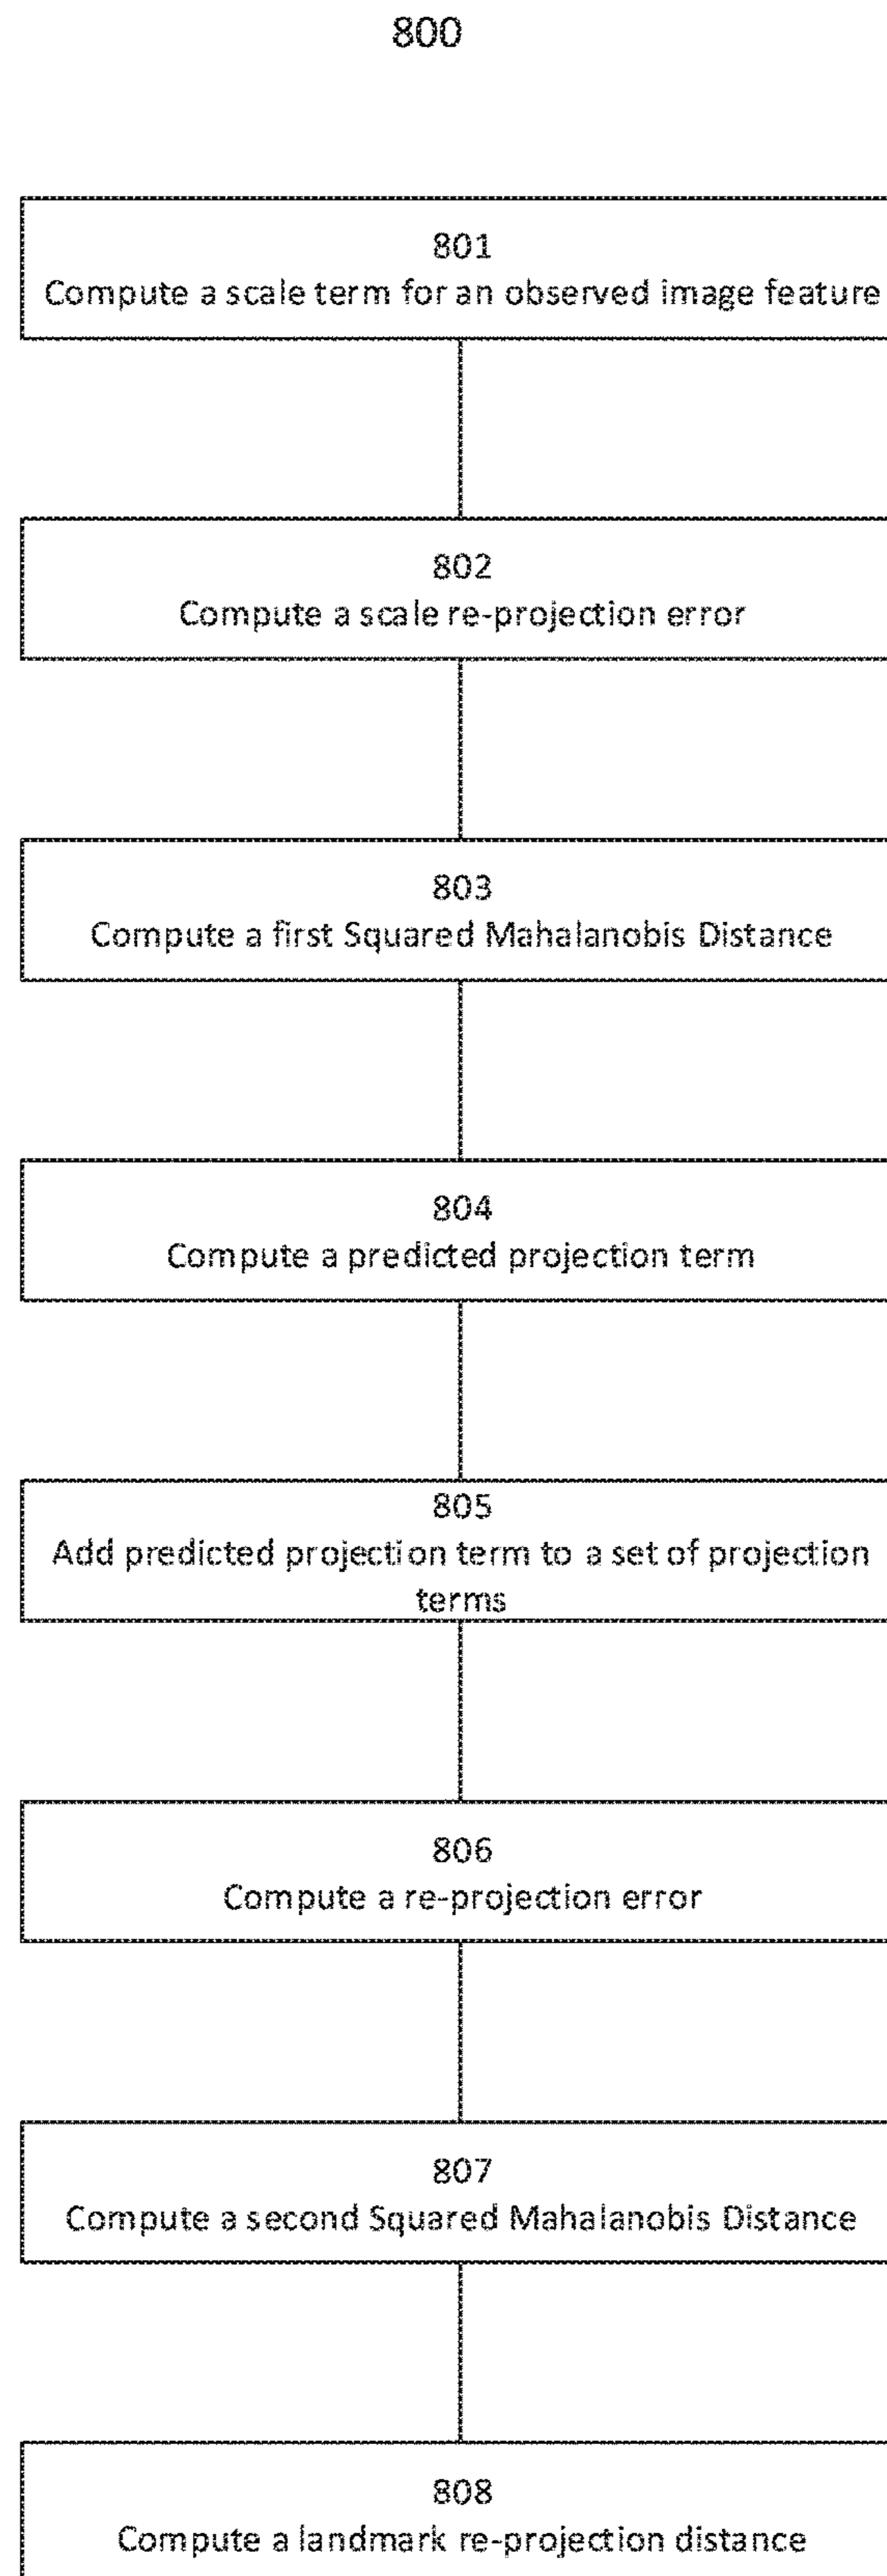 800
801
Compute a scale term for an observed image feature
802
Compute a scale re-projection error
803
Compute a first Squared Mahalanobis Distance
804
Compute a predicted projection term
805
Add predicted projection term to a set of projection
terms
806
Compute a re-projection error
807
Compute a second Squared Mahalanobis Distance
808
Compute a landmark re-projection distance